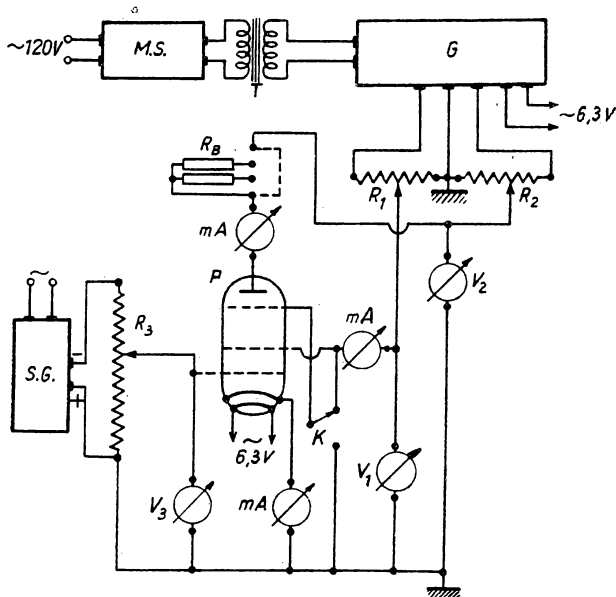 ~120V
M.S.
T
G
~6,3V
R_B
R_1
R_2
mA
P
V_2
~
R_3
mA
S.G.
−
+
~
6,3V
K
V_1
V_3
mA